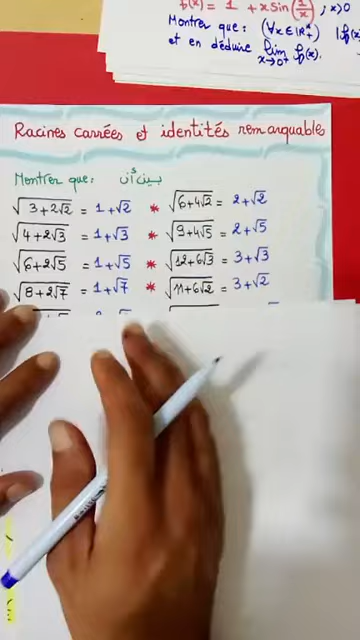 f(x) = 1 + x sin(2/x) ; x>0
Montrer que : (∀x ∈ ℝ*₊) |f(x)
et en déduire lim x→0⁺ f(x).
Racines carrées et identités remarquables
Montrer que : بين أن
√(3+2√2) = 1+√2 * √(6+4√2) = 2+√2
√(4+2√3) = 1+√3 * √(9+4√5) = 2+√5
√(6+2√5) = 1+√5 * √(12+6√3) = 3+√3
√(8+2√7) = 1+√7 * √(11+6√2) = 3+√2